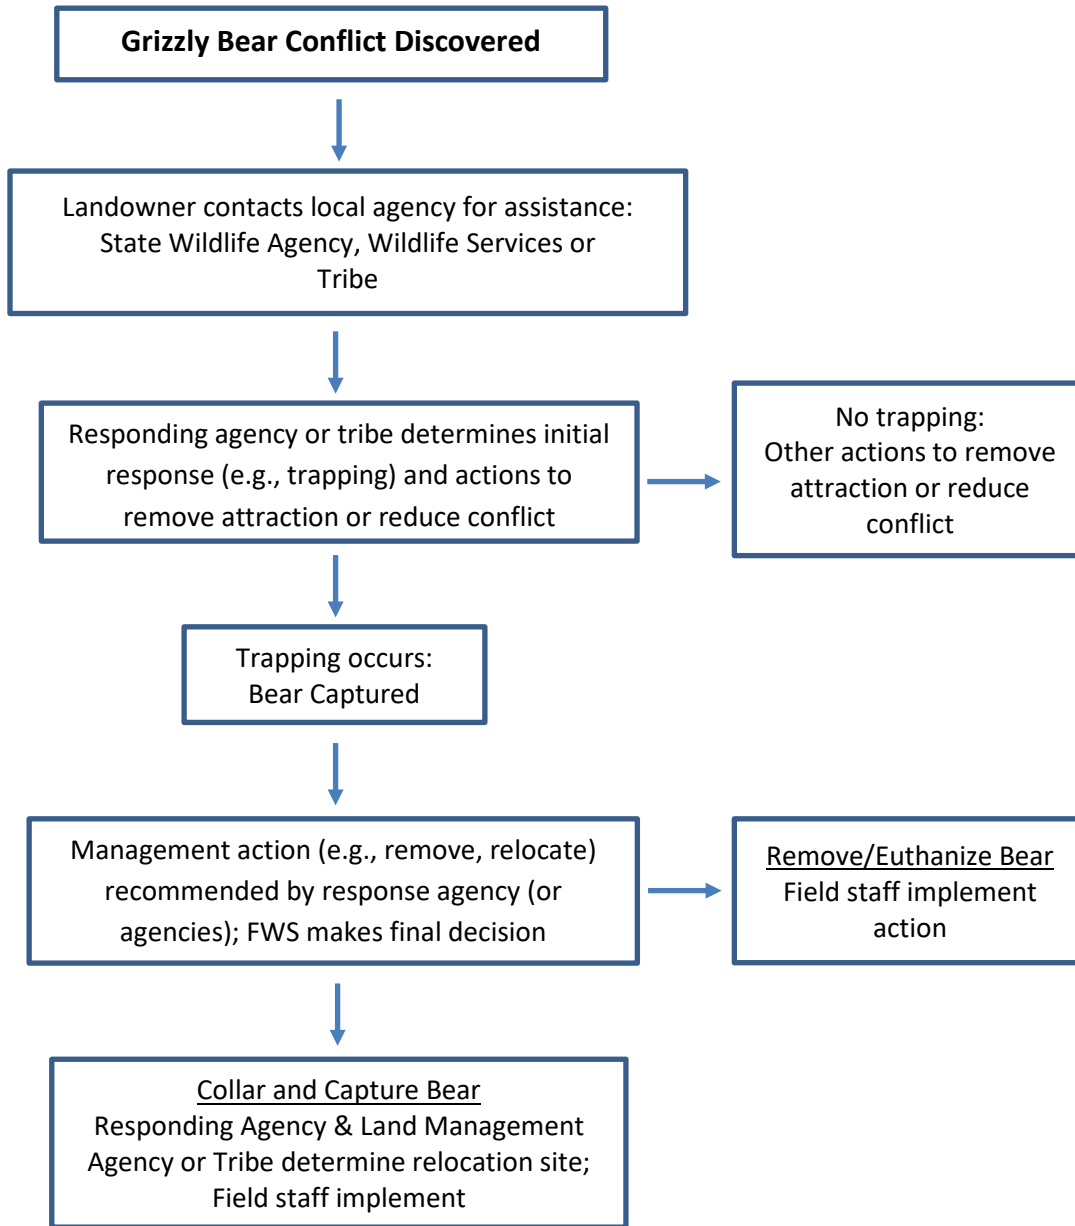 Grizzly Bear Conflict Discovered
Landowner contacts local agency for assistance:
State Wildlife Agency, Wildlife Services or
Tribe
Responding agency or tribe determines initial
response (e.g., trapping) and actions to
remove attraction or reduce conflict
No trapping:
Other actions to remove
attraction or reduce
conflict
Trapping occurs:
Bear Captured
Management action (e.g., remove, relocate)
recommended by response agency (or
agencies); FWS makes final decision
Remove/Euthanize Bear
Field staff implement
action
Collar and Capture Bear
Responding Agency & Land Management
Agency or Tribe determine relocation site;
Field staff implement